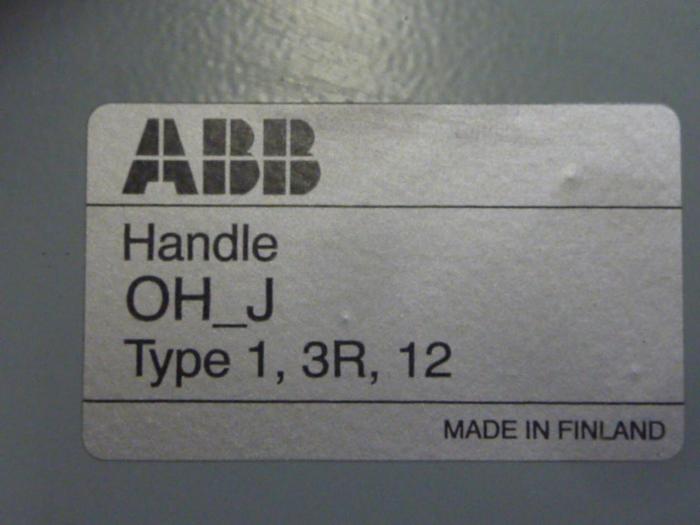 ABB
Handle
OH_J
Type 1, 3R, 12
MADE IN FINLAND